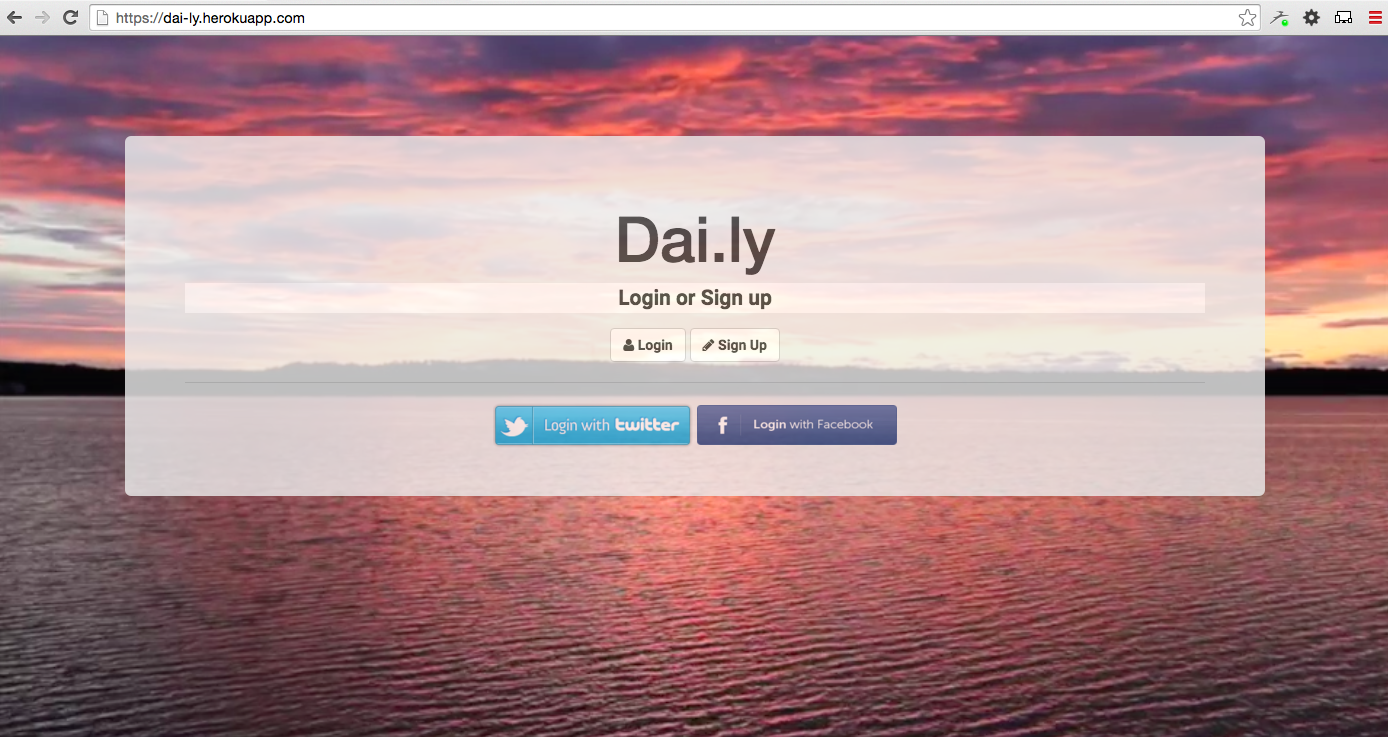 https://dai-ly.herokuapp.com
Dai.ly
Login or Sign up
Login Sign Up
Login with twitter f Login with Facebook